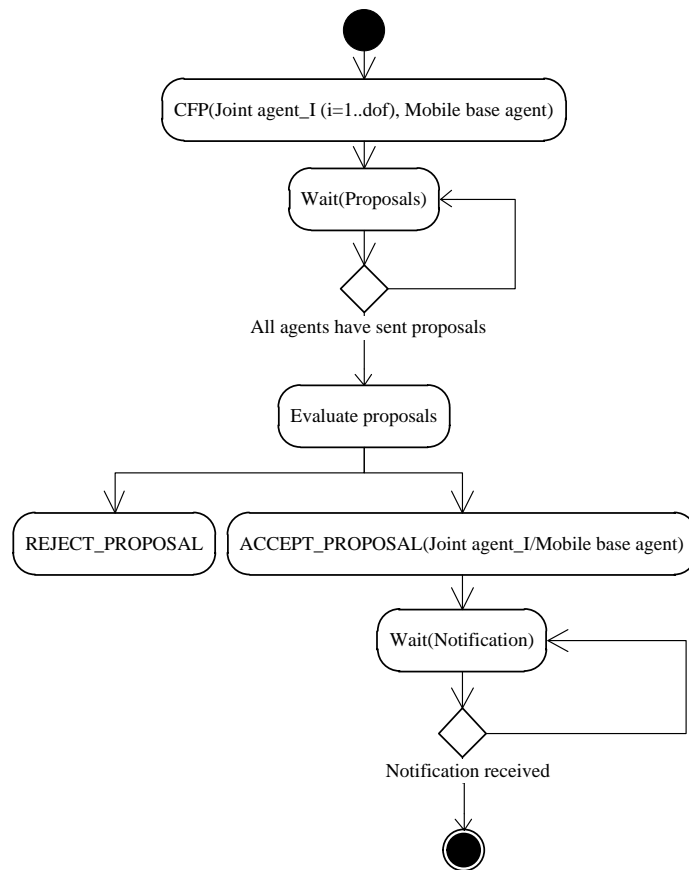 CFP(Joint agent_I (i=1..dof), Mobile base agent)
Wait(Proposals)
All agents have sent proposals
Evaluate proposals
REJECT_PROPOSAL
ACCEPT_PROPOSAL(Joint agent_I/Mobile base agent)
Wait(Notification)
Notification received